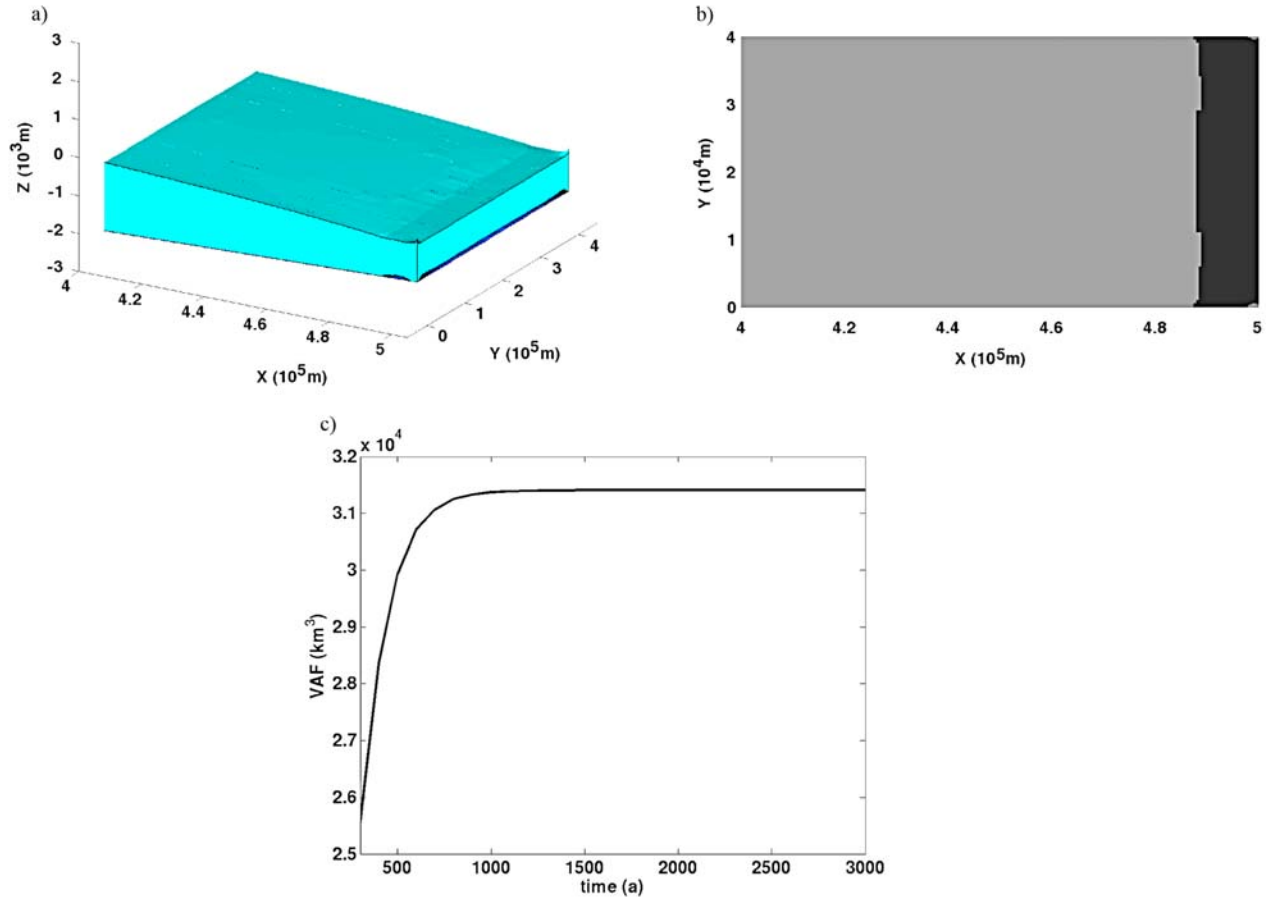 a)
3
2
1
0
-1
-2
-3
Z (10³m)
4
4.2
4.4
4.6
4.8
5
X (10⁵m)
0
1
2
3
4
Y (10⁵m)
b)
4
3
2
1
0
Y (10⁴m)
4 4.2 4.4 4.6 4.8 5
X (10⁵m)
c)
x 10⁴
3.2
3.1
3
2.9
2.8
2.7
2.6
2.5
VAF (km³)
500 1000 1500 2000 2500 3000
time (a)